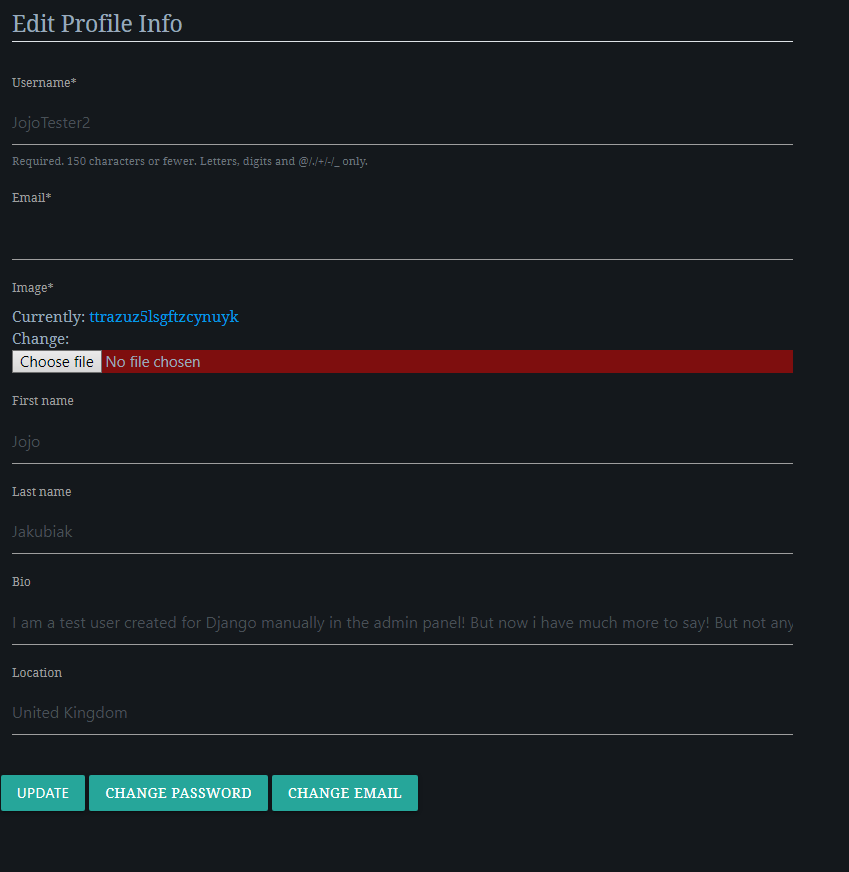 Edit Profile Info
Username*
JojoTester2
Required. 150 characters or fewer. Letters, digits and @/./+/-/_ only.
Email*
Image*
Currently: ttrazuz5lsgftzcynuyk
Change:
Choose file No file chosen
First name
Jojo
Last name
Jakubiak
Bio
I am a test user created for Django manually in the admin panel! But now i have much more to say! But not any
Location
United Kingdom
UPDATE CHANGE PASSWORD CHANGE EMAIL